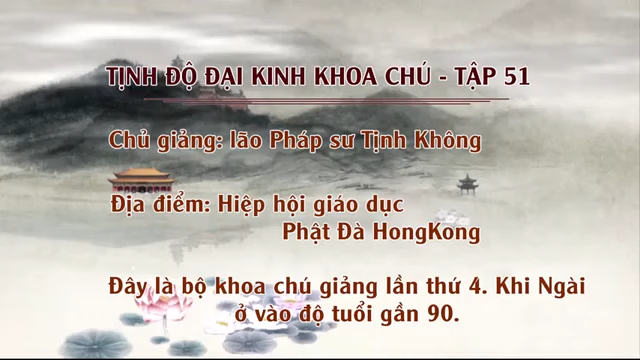 TỊNH ĐỘ ĐẠI KINH KHOA CHÚ - TẬP 51
Chủ giảng: lão Pháp sư Tịnh Không
Địa điểm: Hiệp hội giáo dục
Phật Đà HongKong
Đây là bộ khoa chú giảng lần thứ 4. Khi Ngài
ở vào độ tuổi gần 90.